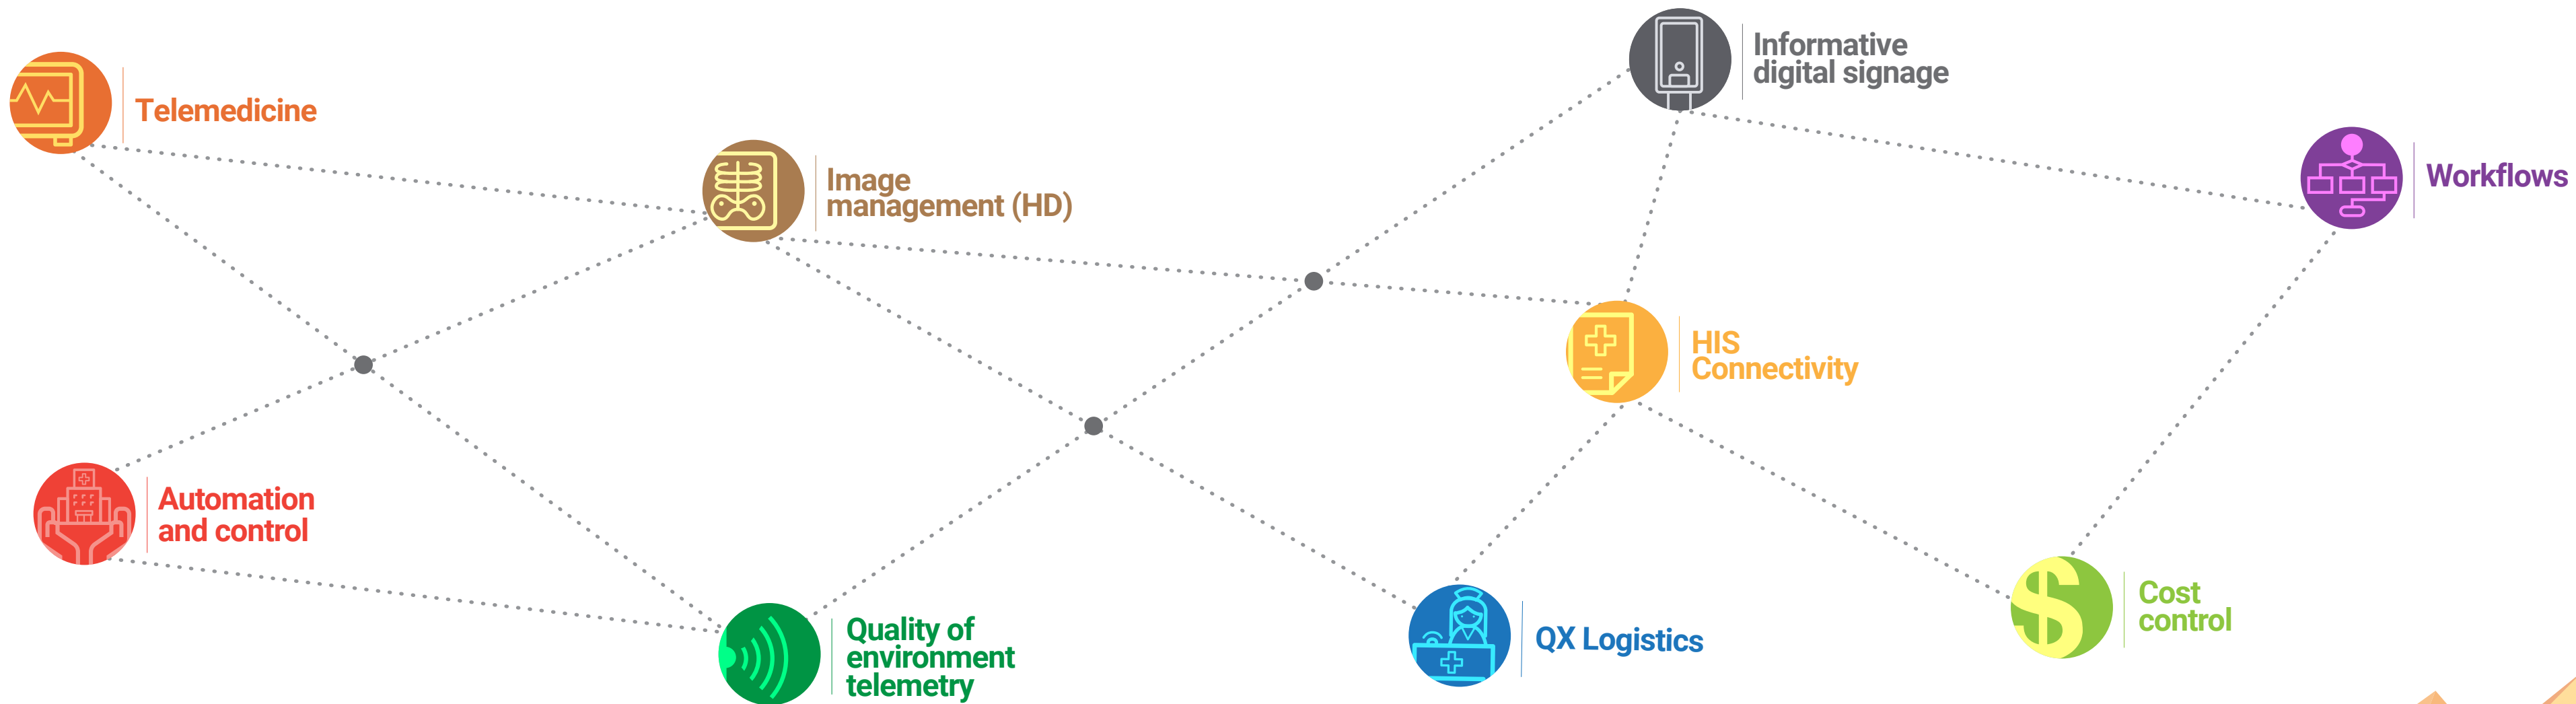 Telemedicine
Image
management (HD)
Informative
digital signage
Workflows
HIS
Connectivity
Automation
and control
Quality of
environment
telemetry
QX Logistics
Cost
control